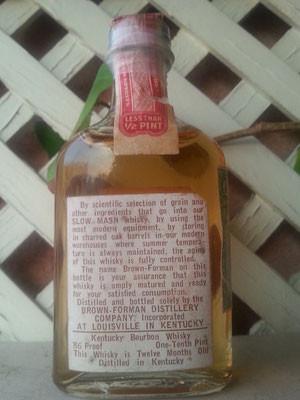 LESS THAN
½ PINT
By scientific selection of grain and
other ingredients that go into our
SLOW MASH whisky, by using the
most modern equipment, by storing
in charred oak barrels in our modern
warehouses where summer tempera-
ture is always maintained, the aging
of this whisky is fully controlled.
The name Brown-Forman on this
bottle is your assurance that this
whisky is amply matured and ready
for your satisfied consumption.
Distilled and bottled solely by the
BROWN-FORMAN DISTILLERY
COMPANY, Incorporated
AT LOUISVILLE IN KENTUCKY
Kentucky Bourbon Whisky
86 Proof One-Tenth Pint
This Whisky is Twelve Months Old
Distilled in Kentucky